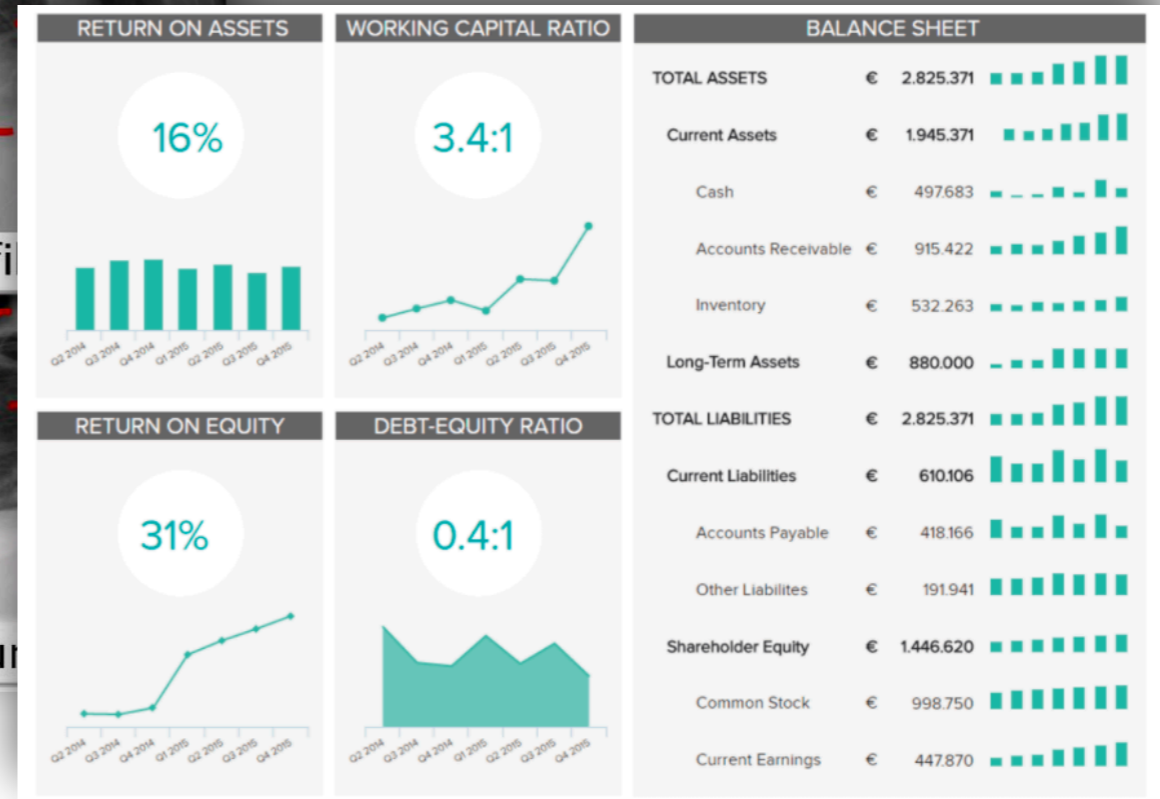 RETURN ON ASSETS
16%
Q2 2014 Q3 2014 Q4 2014 Q1 2015 Q2 2015 Q3 2015 Q4 2015
WORKING CAPITAL RATIO
3.4:1
Q2 2014 Q3 2014 Q4 2014 Q1 2015 Q2 2015 Q3 2015 Q4 2015
RETURN ON EQUITY
31%
Q2 2014 Q3 2014 Q4 2014 Q1 2015 Q2 2015 Q3 2015 Q4 2015
DEBT-EQUITY RATIO
0.4:1
Q2 2014 Q3 2014 Q4 2014 Q1 2015 Q2 2015 Q3 2015 Q4 2015
BALANCE SHEET
TOTAL ASSETS € 2.825.371
Current Assets € 1.945.371
Cash € 497.683
Accounts Receivable € 915.422
Inventory € 532.263
Long-Term Assets € 880.000
TOTAL LIABILITIES € 2.825.371
Current Liabilities € 610.106
Accounts Payable € 418.166
Other Liabilites € 191.941
Shareholder Equity € 1.446.620
Common Stock € 998.750
Current Earnings € 447.870